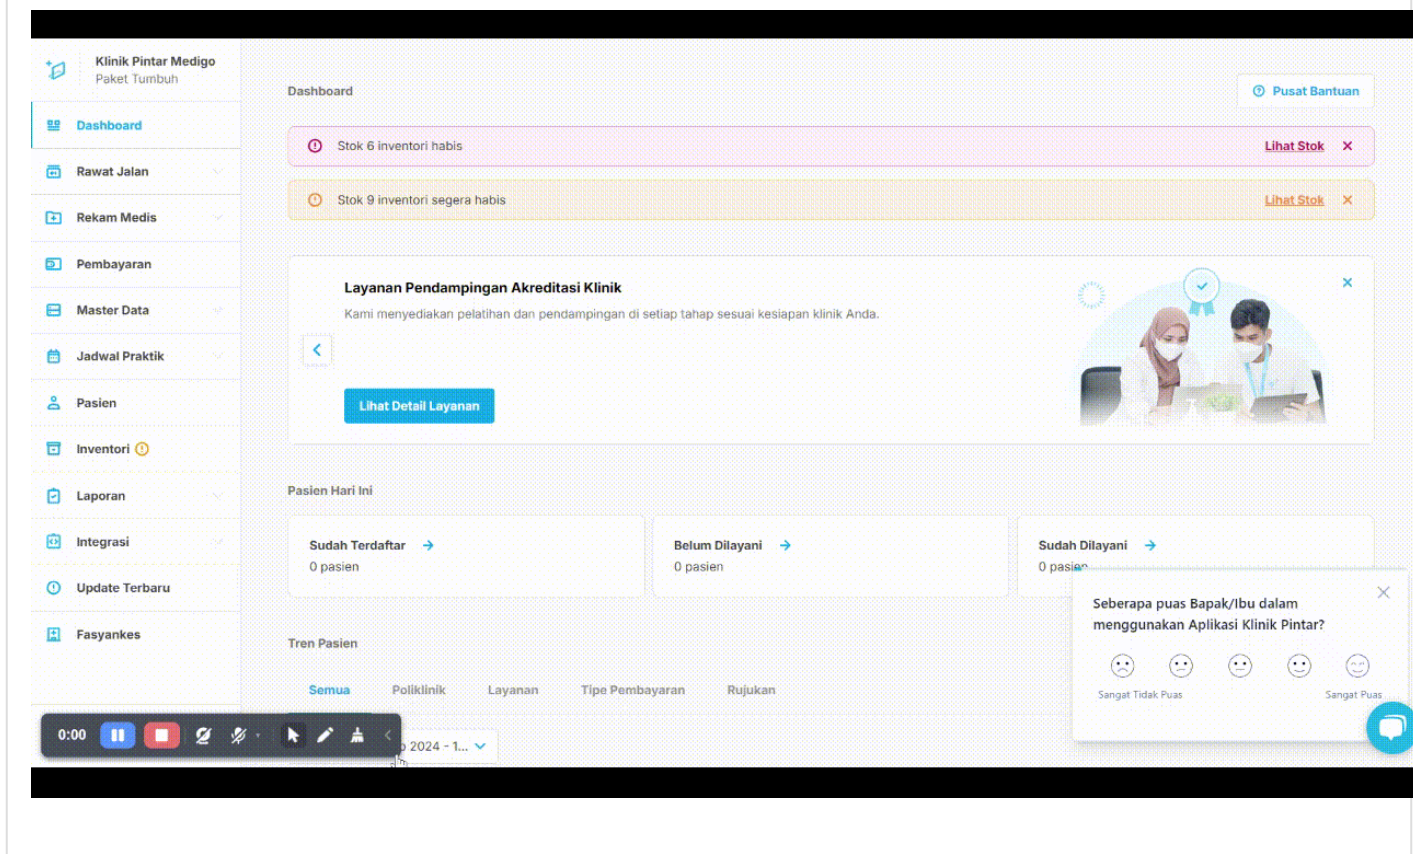 Klinik Pintar Medigo
Paket Tumbuh
Dashboard
Rawat Jalan
Rekam Medis
Pembayaran
Master Data
Jadwal Praktik
Pasien
Inventori
Laporan
Integrasi
Update Terbaru
Fasyankes
Dashboard
Pusat Bantuan
Stok 6 inventori habis
Lihat Stok
Stok 9 inventori segera habis
Lihat Stok
Layanan Pendampingan Akreditasi Klinik
Kami menyediakan pelatihan dan pendampingan di setiap tahap sesuai kesiapan klinik Anda.
Lihat Detail Layanan
Pasien Hari Ini
Sudah Terdaftar
0 pasien
Belum Dilayani
0 pasien
Sudah Dilayani
0 pasien
Tren Pasien
Semua Poliklinik Layanan Tipe Pembayaran Rujukan
2024 - 1...
0:00
Seberapa puas Bapak/Ibu dalam
menggunakan Aplikasi Klinik Pintar?
Sangat Tidak Puas
Sangat Puas